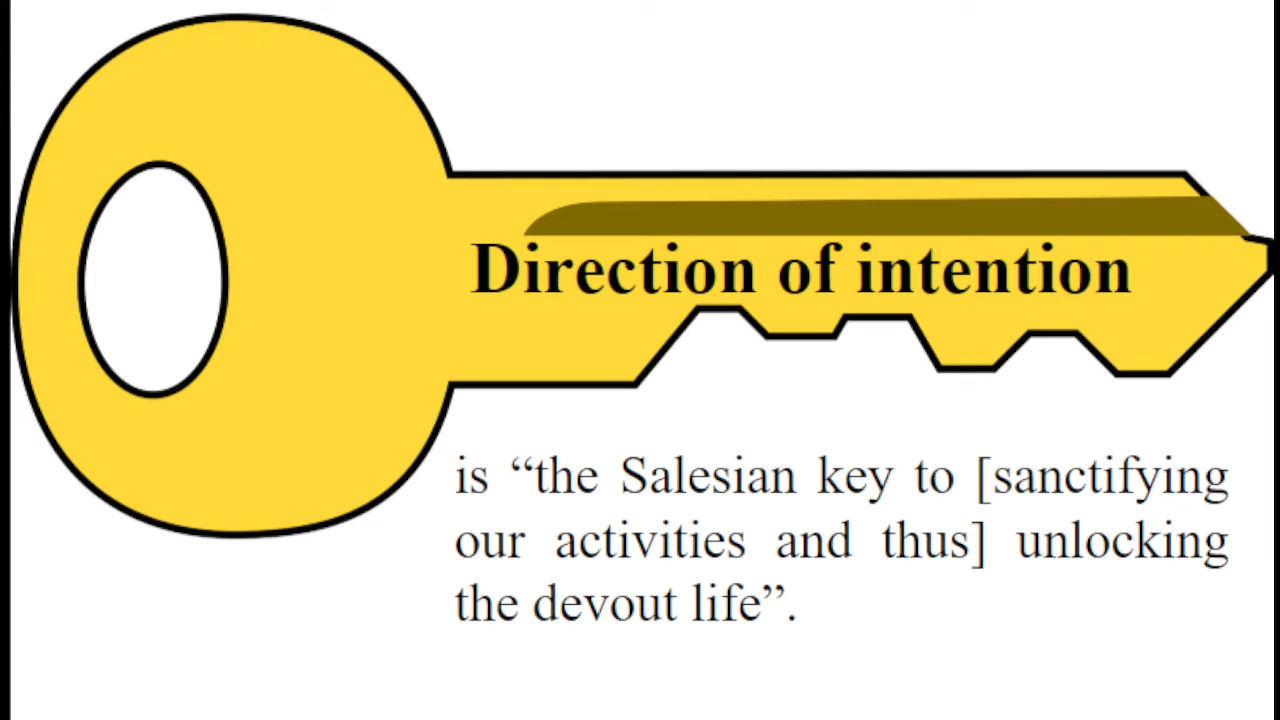 Direction of intention
is “the Salesian key to [sanctifying
our activities and thus] unlocking
the devout life”.